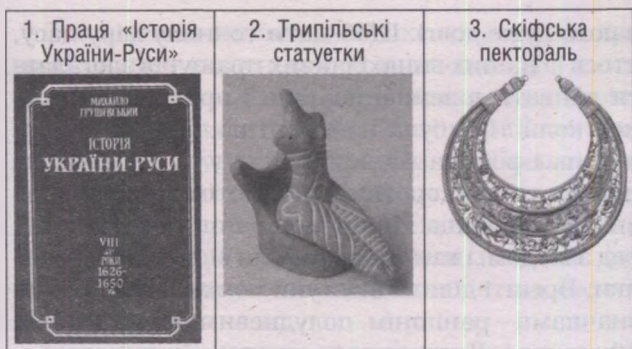 1. Праця «Історія
України-Руси»
2. Трипільські
статуетки
3. Скіфська
пектораль
МИХАЙЛО
ГРУШЕВСЬКИЙ
ІСТОРІЯ
УКРАЇНИ-РУСИ
VIII
РОКИ
1626-
1650